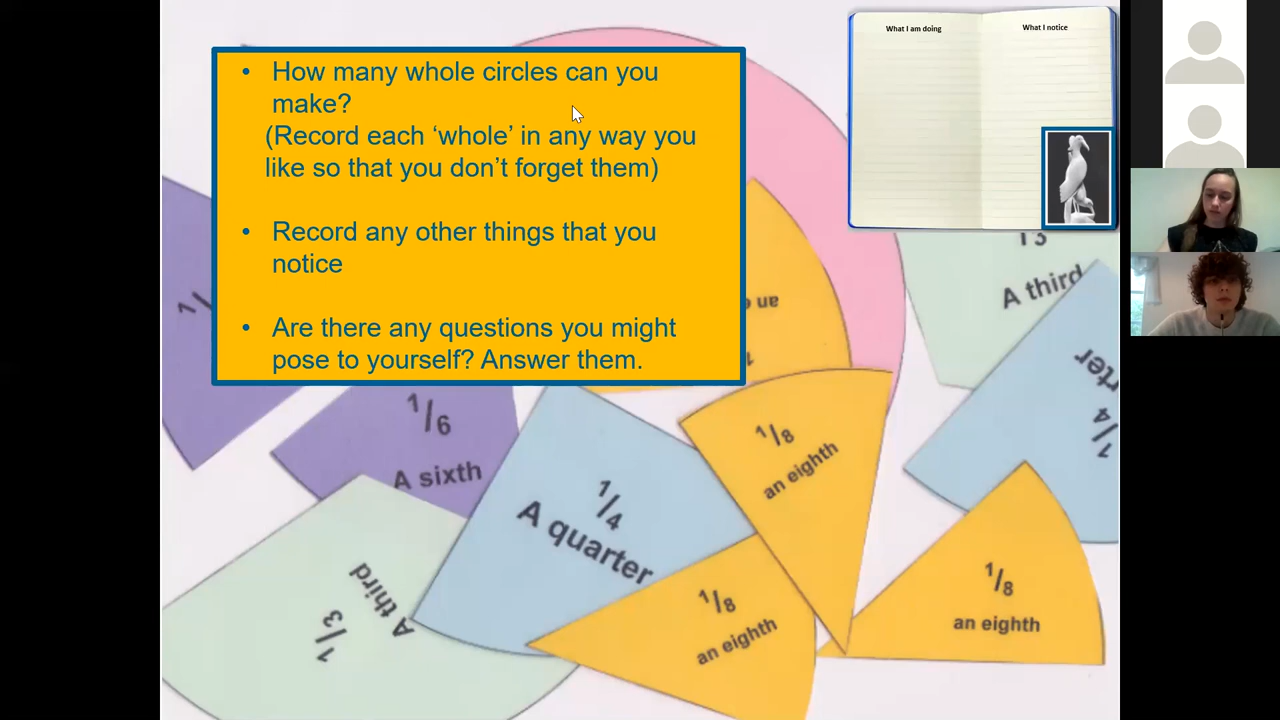 • How many whole circles can you
make?
(Record each ‘whole’ in any way you
like so that you don’t forget them)
• Record any other things that you
notice
• Are there any questions you might
pose to yourself? Answer them.
What I am doing
What I notice
A third
1/4
1/6
A sixth
1/4
A quarter
1/8
an eighth
1/3
A third
1/8
an eighth
1/8
an eighth